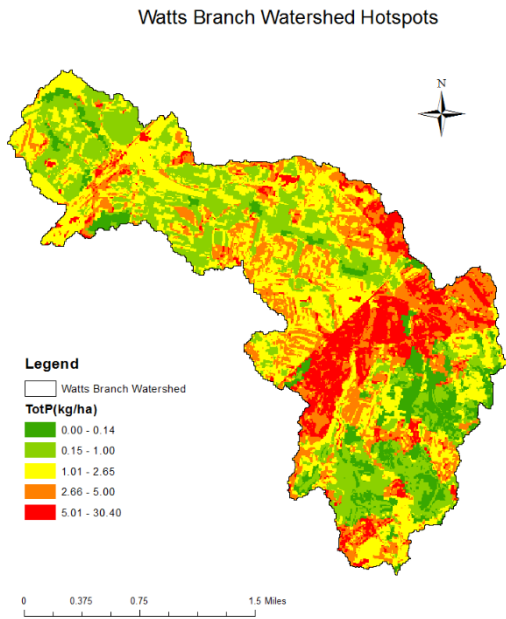 Watts Branch Watershed Hotspots
N
Legend
Watts Branch Watershed
TotP(kg/ha)
0.00 - 0.14
0.15 - 1.00
1.01 - 2.65
2.66 - 5.00
5.01 - 30.40
0 0.375 0.75 1.5 Miles